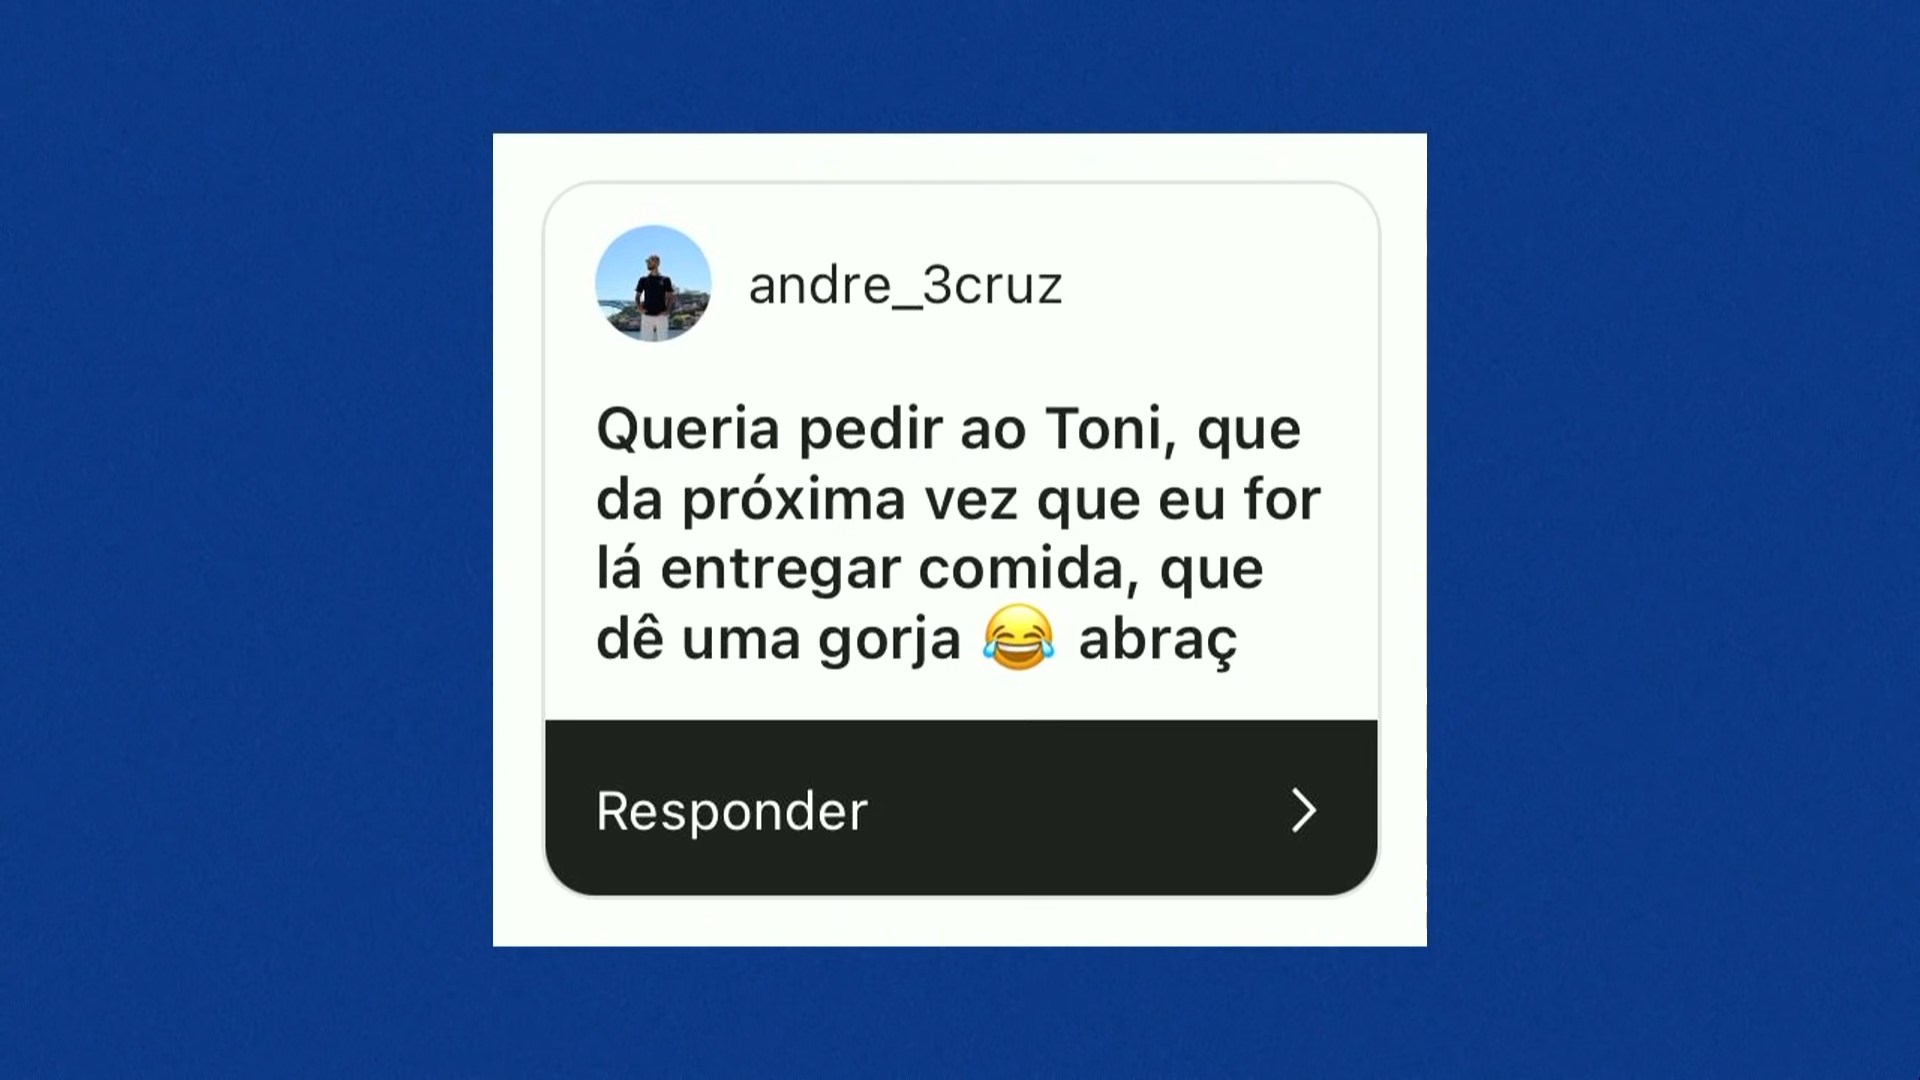 andre_3cruz
Queria pedir ao Toni, que
da próxima vez que eu for
lá entregar comida, que
dê uma gorja 😂 abraç
Responder